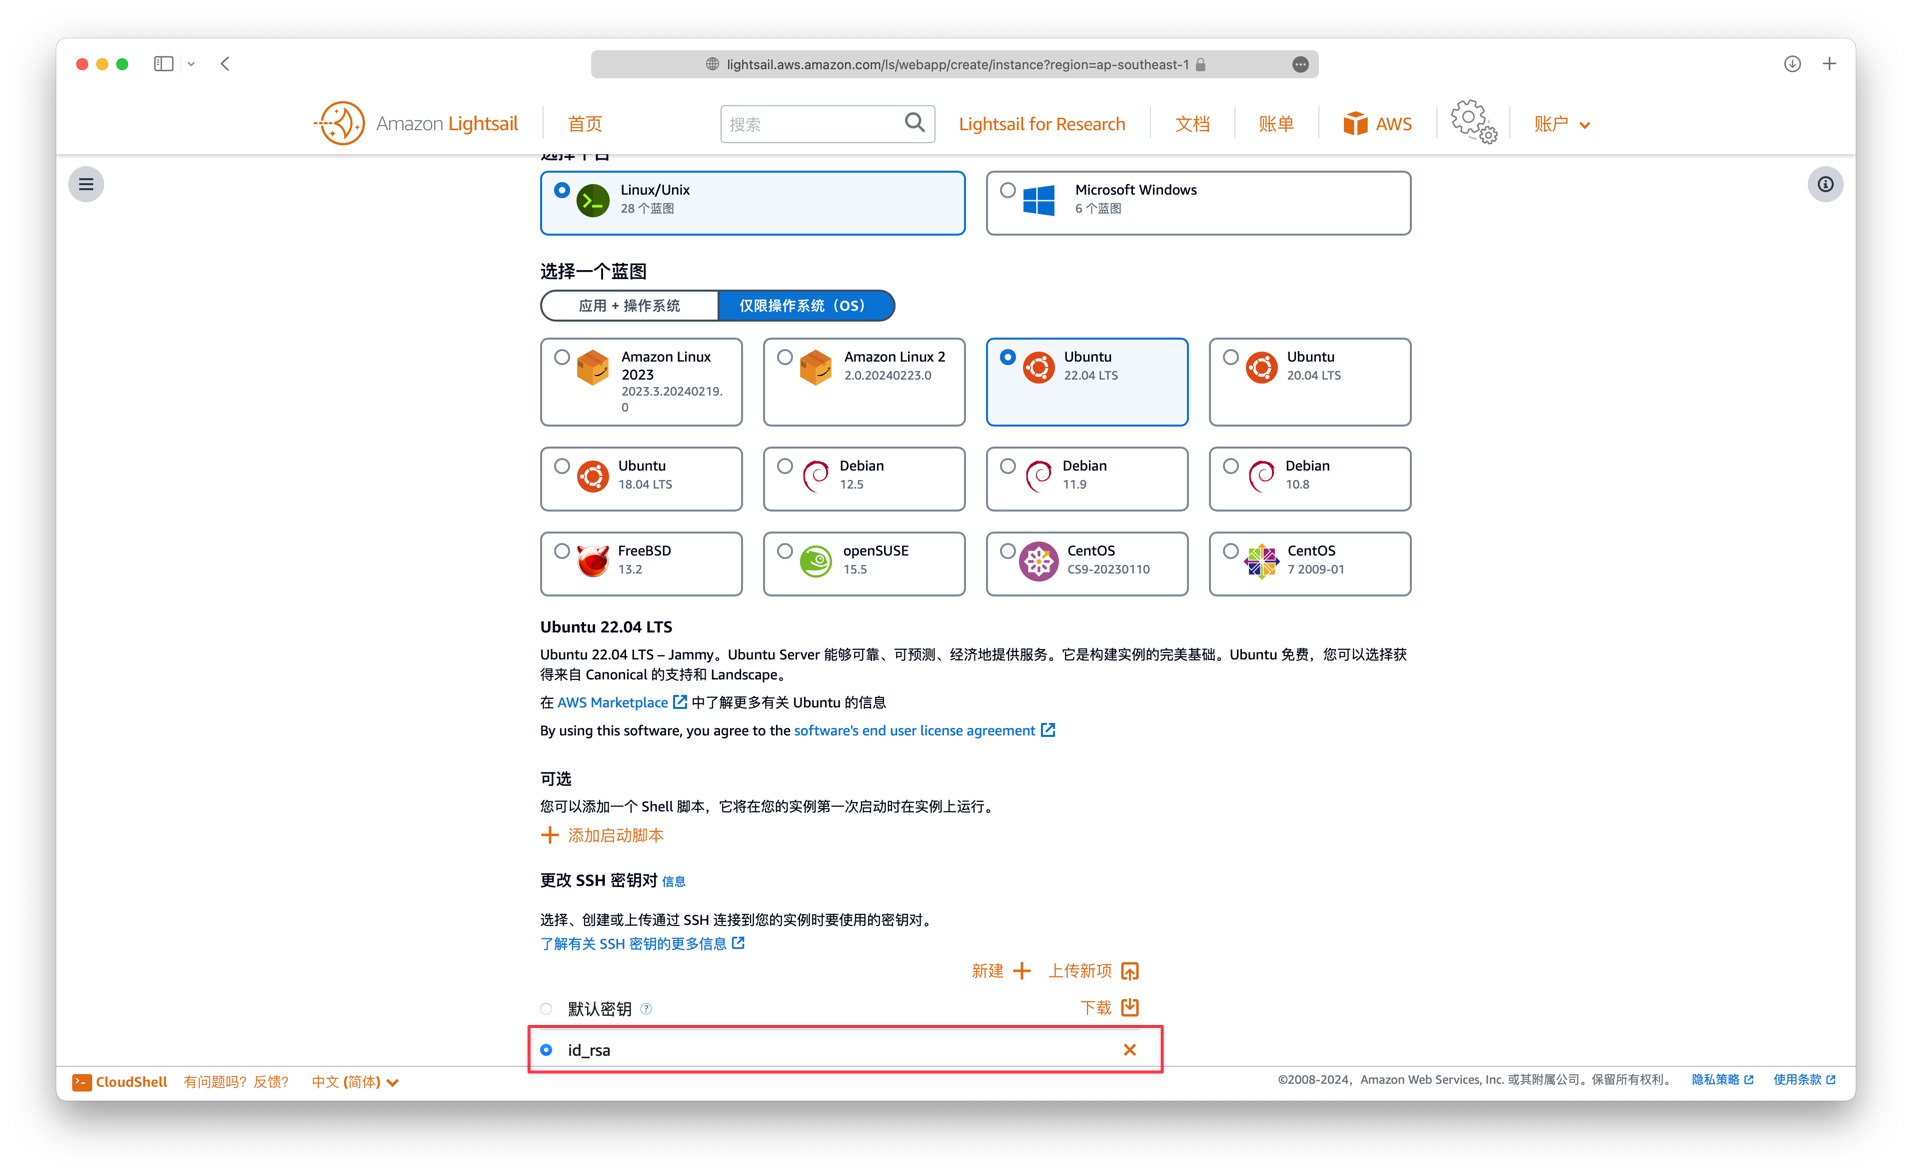 lightsail.aws.amazon.com/ls/webapp/create/instance?region=ap-southeast-1
Amazon Lightsail
首页
搜索
Lightsail for Research
文档
账单
AWS
账户
选择平台
Linux/Unix
28 个蓝图
Microsoft Windows
6 个蓝图
选择一个蓝图
应用 + 操作系统
仅限操作系统（OS）
Amazon Linux
2023
2023.3.20240219.
0
Amazon Linux 2
2.0.20240223.0
Ubuntu
22.04 LTS
Ubuntu
20.04 LTS
Ubuntu
18.04 LTS
Debian
12.5
Debian
11.9
Debian
10.8
FreeBSD
13.2
openSUSE
15.5
CentOS
CS9-20230110
CentOS
7 2009-01
Ubuntu 22.04 LTS
Ubuntu 22.04 LTS – Jammy。Ubuntu Server 能够可靠、可预测、经济地提供服务。它是构建实例的完美基础。Ubuntu 免费，您可以选择获
得来自 Canonical 的支持和 Landscape。
在 AWS Marketplace 中了解更多有关 Ubuntu 的信息
By using this software, you agree to the software's end user license agreement
可选
您可以添加一个 Shell 脚本，它将在您的实例第一次启动时在实例上运行。
添加启动脚本
更改 SSH 密钥对 信息
选择、创建或上传通过 SSH 连接到您的实例时要使用的密钥对。
了解有关 SSH 密钥的更多信息
新建
上传新项
默认密钥 ?
下载
id_rsa
CloudShell
有问题吗？反馈？
中文 (简体)
©2008-2024，Amazon Web Services, Inc. 或其附属公司。保留所有权利。
隐私策略
使用条款